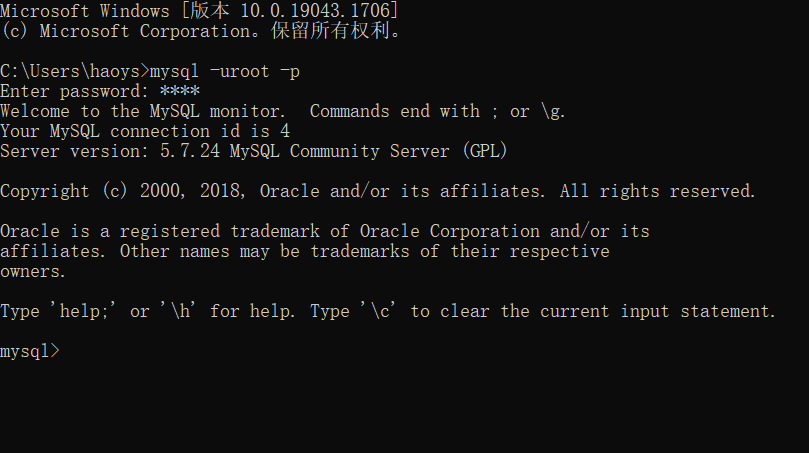 Microsoft Windows [版本 10.0.19043.1706]
(c) Microsoft Corporation。保留所有权利。
C:\Users\haoys>mysql -uroot -p
Enter password: ****
Welcome to the MySQL monitor.  Commands end with ; or \g.
Your MySQL connection id is 4
Server version: 5.7.24 MySQL Community Server (GPL)
Copyright (c) 2000, 2018, Oracle and/or its affiliates. All rights reserved.
Oracle is a registered trademark of Oracle Corporation and/or its
affiliates. Other names may be trademarks of their respective
owners.
Type 'help;' or '\h' for help. Type '\c' to clear the current input statement.
mysql>